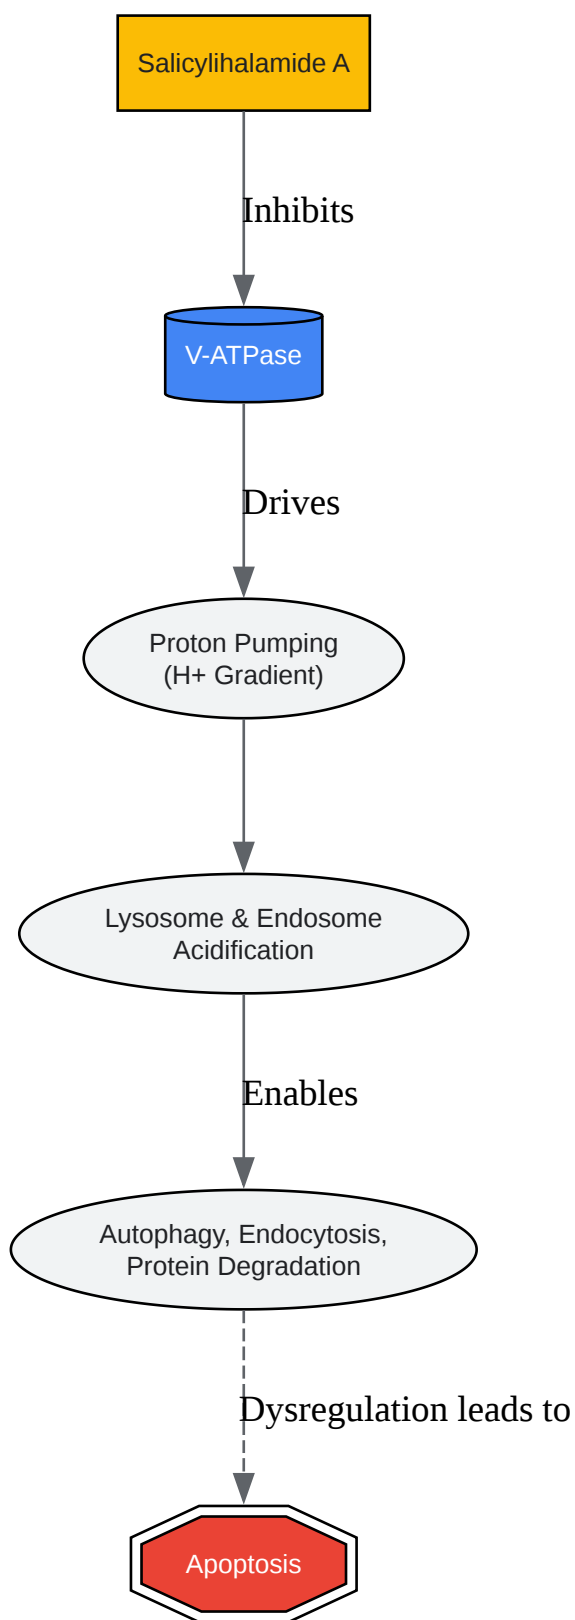 Salicylihalamide A
Inhibits
V-ATPase
Drives
Proton Pumping
(H+ Gradient)
Lysosome & Endosome
Acidification
Enables
Autophagy, Endocytosis,
Protein Degradation
Dysregulation leads to
Apoptosis